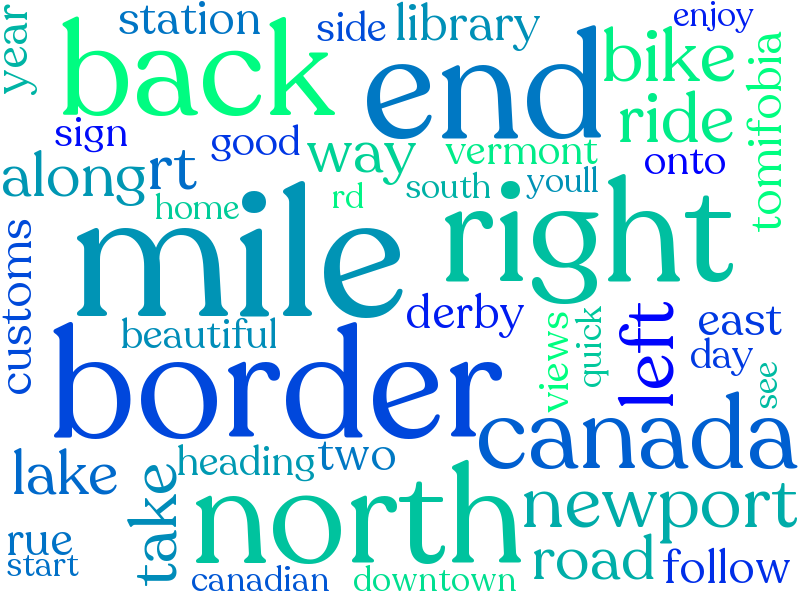 year
station
side
library
enjoy
back
end
bike
ride
tomifobia
sign
good
way
vermont
onto
along
rt
home
rd
south
youll
customs
mile
right
derby
beautiful
views
quick
left
east
day
see
border
canada
lake
take
heading
two
north
newport
rue
start
canadian
downtown
road
follow